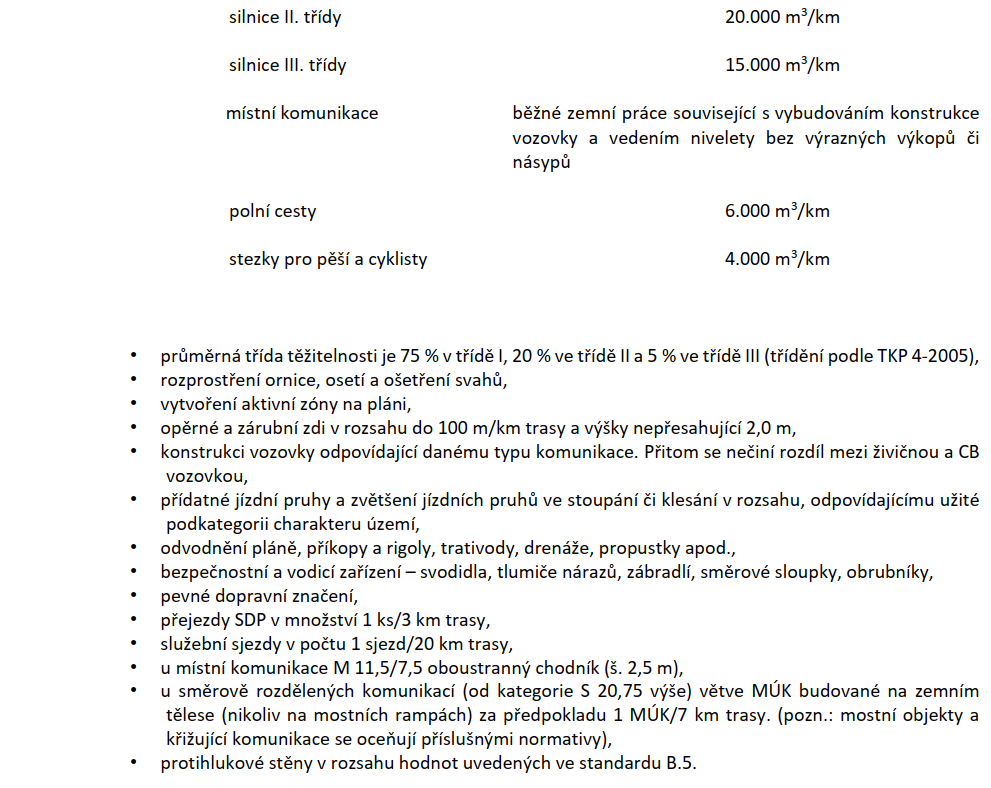 silnice II. třídy 20.000 m³/km
silnice III. třídy 15.000 m³/km
místní komunikace běžné zemní práce související s vybudováním konstrukce
vozovky a vedením nivelety bez výrazných výkopů či
násypů
polní cesty 6.000 m³/km
stezky pro pěší a cyklisty 4.000 m³/km
• průměrná třída těžitelnosti je 75 % v třídě I, 20 % ve třídě II a 5 % ve třídě III (třídění podle TKP 4-2005),
• rozprostření ornice, osetí a ošetření svahů,
• vytvoření aktivní zóny na pláni,
• opěrné a zárubní zdi v rozsahu do 100 m/km trasy a výšky nepřesahující 2,0 m,
• konstrukci vozovky odpovídající danému typu komunikace. Přitom se nečiní rozdíl mezi živičnou a CB
vozovkou,
• přídatné jízdní pruhy a zvětšení jízdních pruhů ve stoupání či klesání v rozsahu, odpovídajícímu užité
podkategorii charakteru území,
• odvodnění pláně, příkopy a rigoly, trativody, drenáže, propustky apod.,
• bezpečnostní a vodicí zařízení – svodidla, tlumiče nárazů, zábradlí, směrové sloupky, obrubníky,
• pevné dopravní značení,
• přejezdy SDP v množství 1 ks/3 km trasy,
• služební sjezdy v počtu 1 sjezd/20 km trasy,
• u místní komunikace M 11,5/7,5 oboustranný chodník (š. 2,5 m),
• u směrově rozdělených komunikací (od kategorie S 20,75 výše) větve MÚK budované na zemním
tělese (nikoliv na mostních rampách) za předpokladu 1 MÚK/7 km trasy. (pozn.: mostní objekty a
křižující komunikace se oceňují příslušnými normativy),
• protihlukové stěny v rozsahu hodnot uvedených ve standardu B.5.